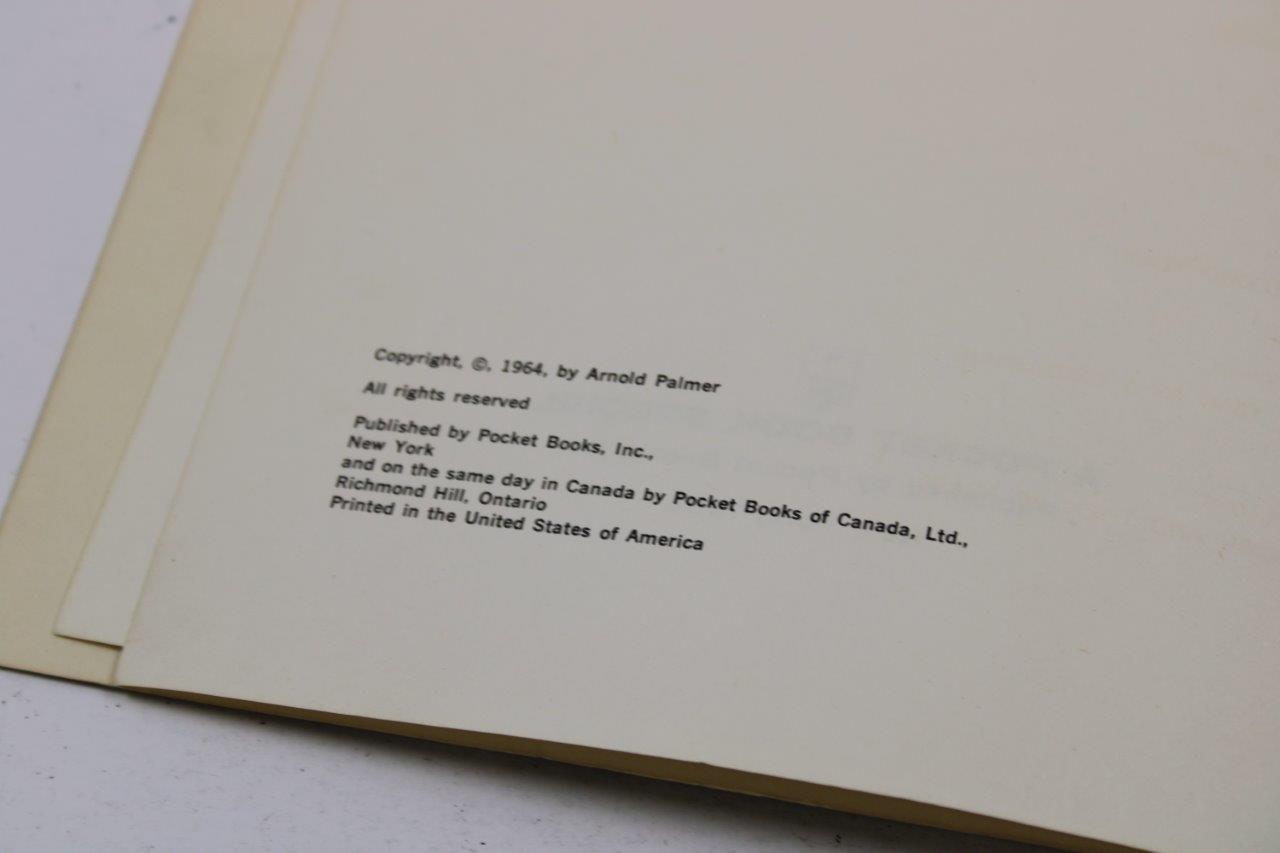 Copyright, ©, 1964, by Arnold Palmer
All rights reserved
Published by Pocket Books, Inc.,
New York
and on the same day in Canada by Pocket Books of Canada, Ltd.,
Richmond Hill, Ontario
Printed in the United States of America